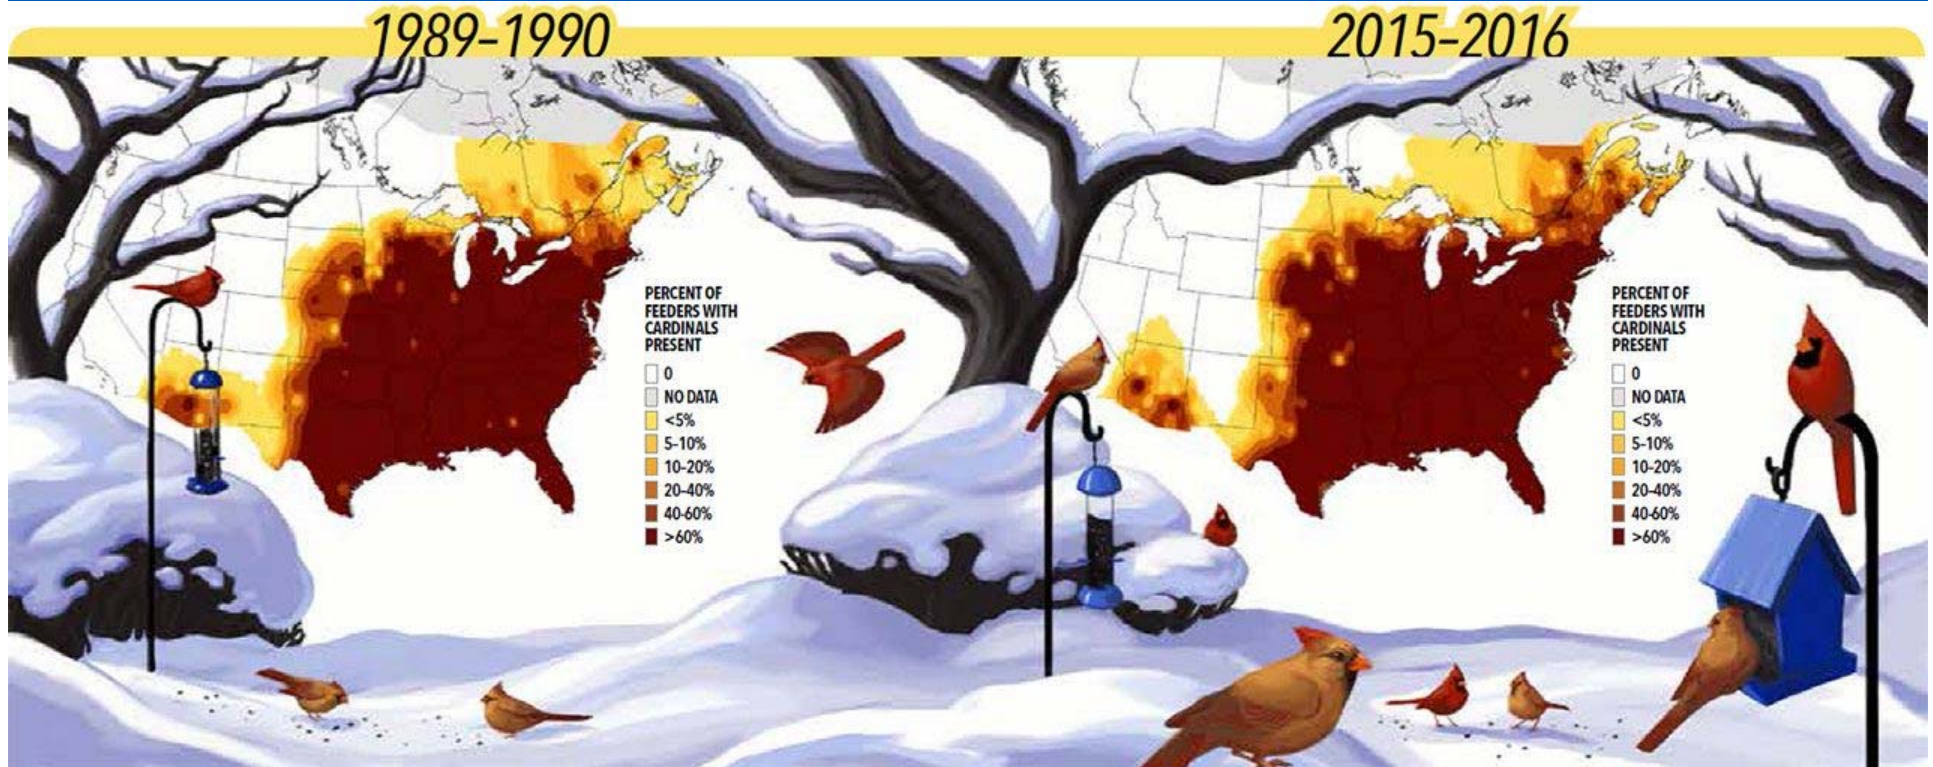 1989–1990
2015–2016
PERCENT OF
FEEDERS WITH
CARDINALS
PRESENT
0
NO DATA
<5%
5-10%
10-20%
20-40%
40-60%
>60%
PERCENT OF
FEEDERS WITH
CARDINALS
PRESENT
0
NO DATA
<5%
5-10%
10-20%
20-40%
40-60%
>60%